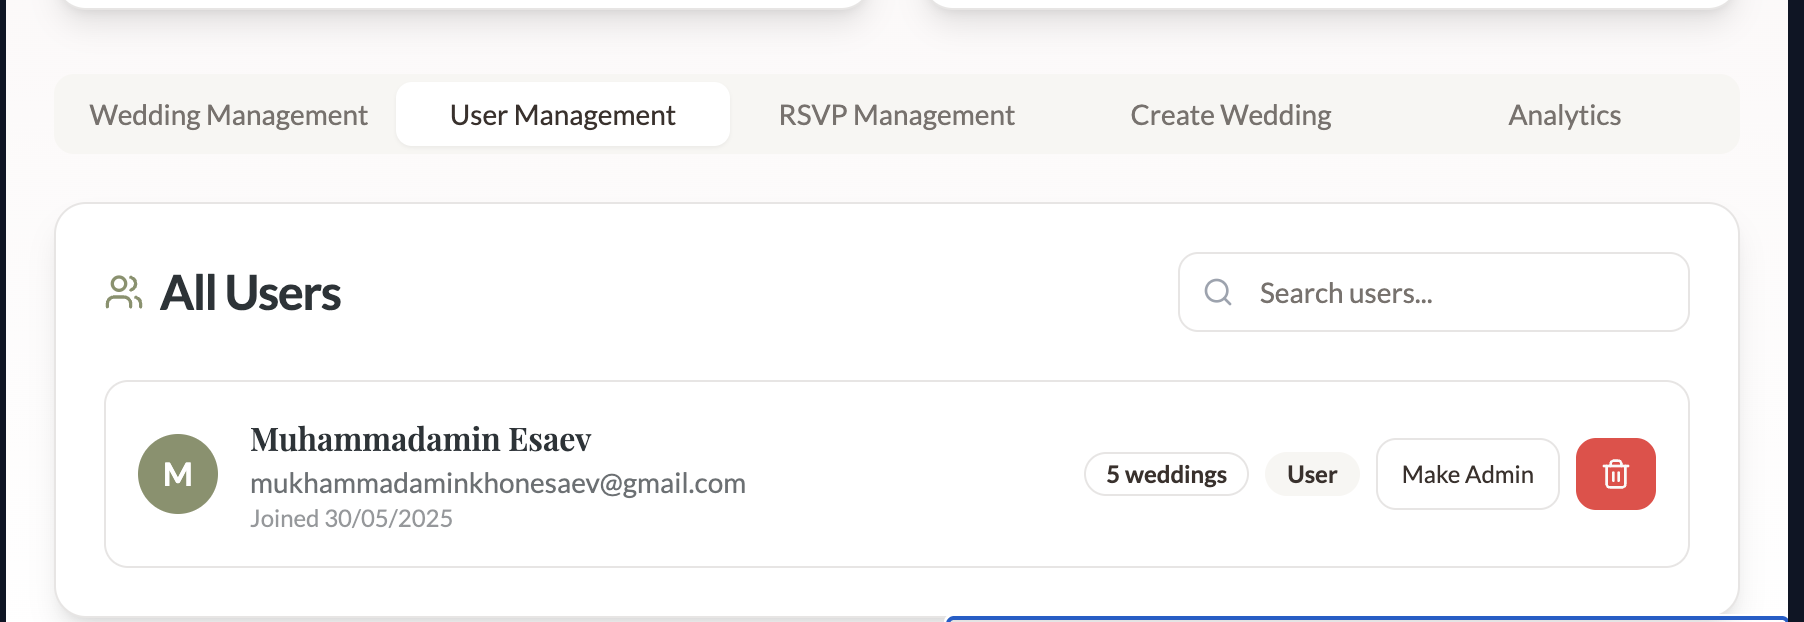 Wedding Management User Management RSVP Management Create Wedding Analytics
All Users
Search users...
M
Muhammadamin Esaev
mukhammadaminkhonesaev@gmail.com
Joined 30/05/2025
5 weddings User Make Admin